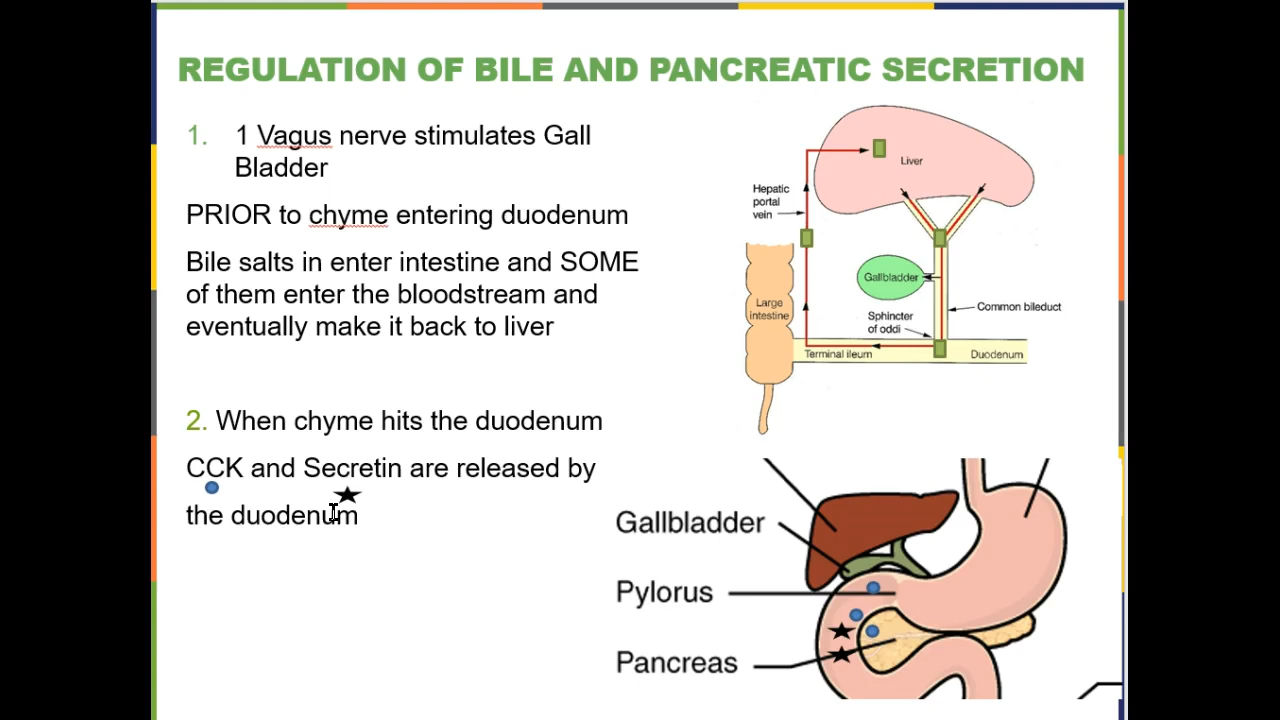 REGULATION OF BILE AND PANCREATIC SECRETION
1. 1 Vagus nerve stimulates Gall
Bladder
PRIOR to chyme entering duodenum
Bile salts in enter intestine and SOME
of them enter the bloodstream and
eventually make it back to liver
2. When chyme hits the duodenum
CCK and Secretin are released by
the duodenum
Liver
Hepatic
portal
vein
Gallbladder
Large
intestine
Common bileduct
Sphincter
of oddi
Terminal ileum
Duodenum
Gallbladder
Pylorus
Pancreas